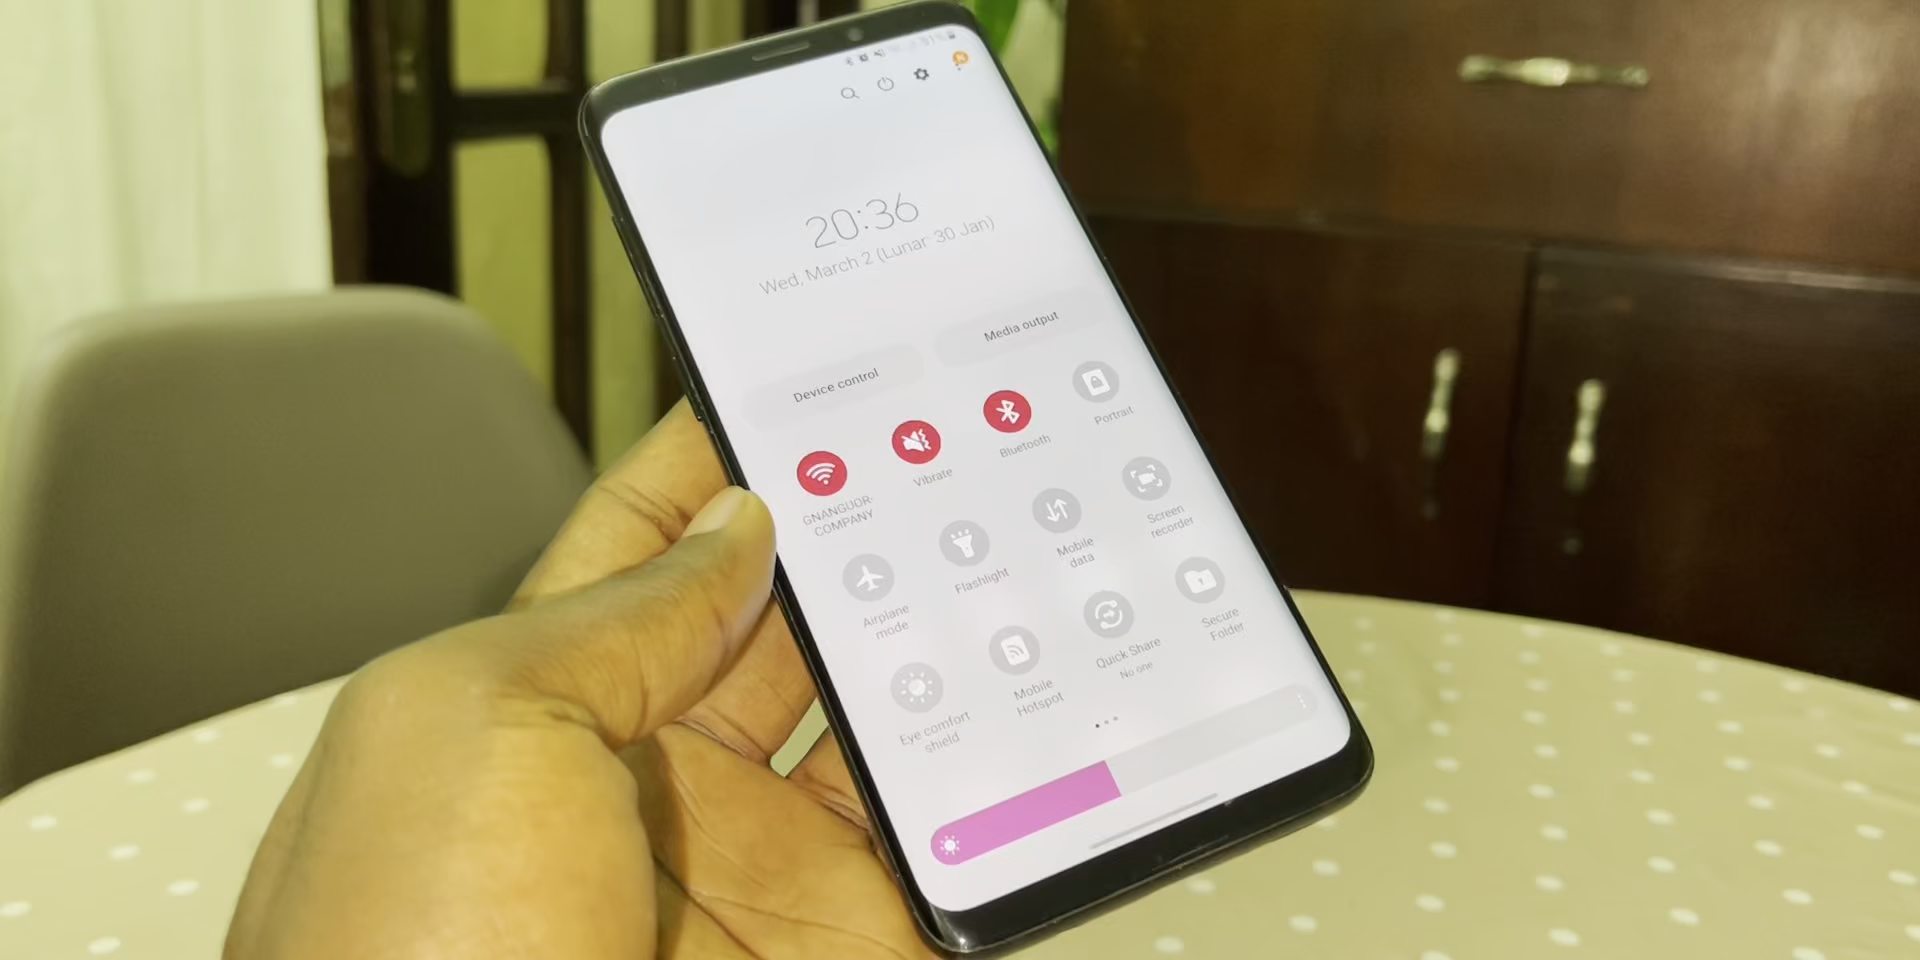 20:36
Wed, March 2 (Lunar 30 Jan)
Device control
Media output
GNANGUOR-
COMPANY
Vibrate
Bluetooth
Portrait
Airplane
mode
Flashlight
Mobile
data
Screen
recorder
Eye comfort
shield
Mobile
Hotspot
Quick Share
No one
Secure
Folder